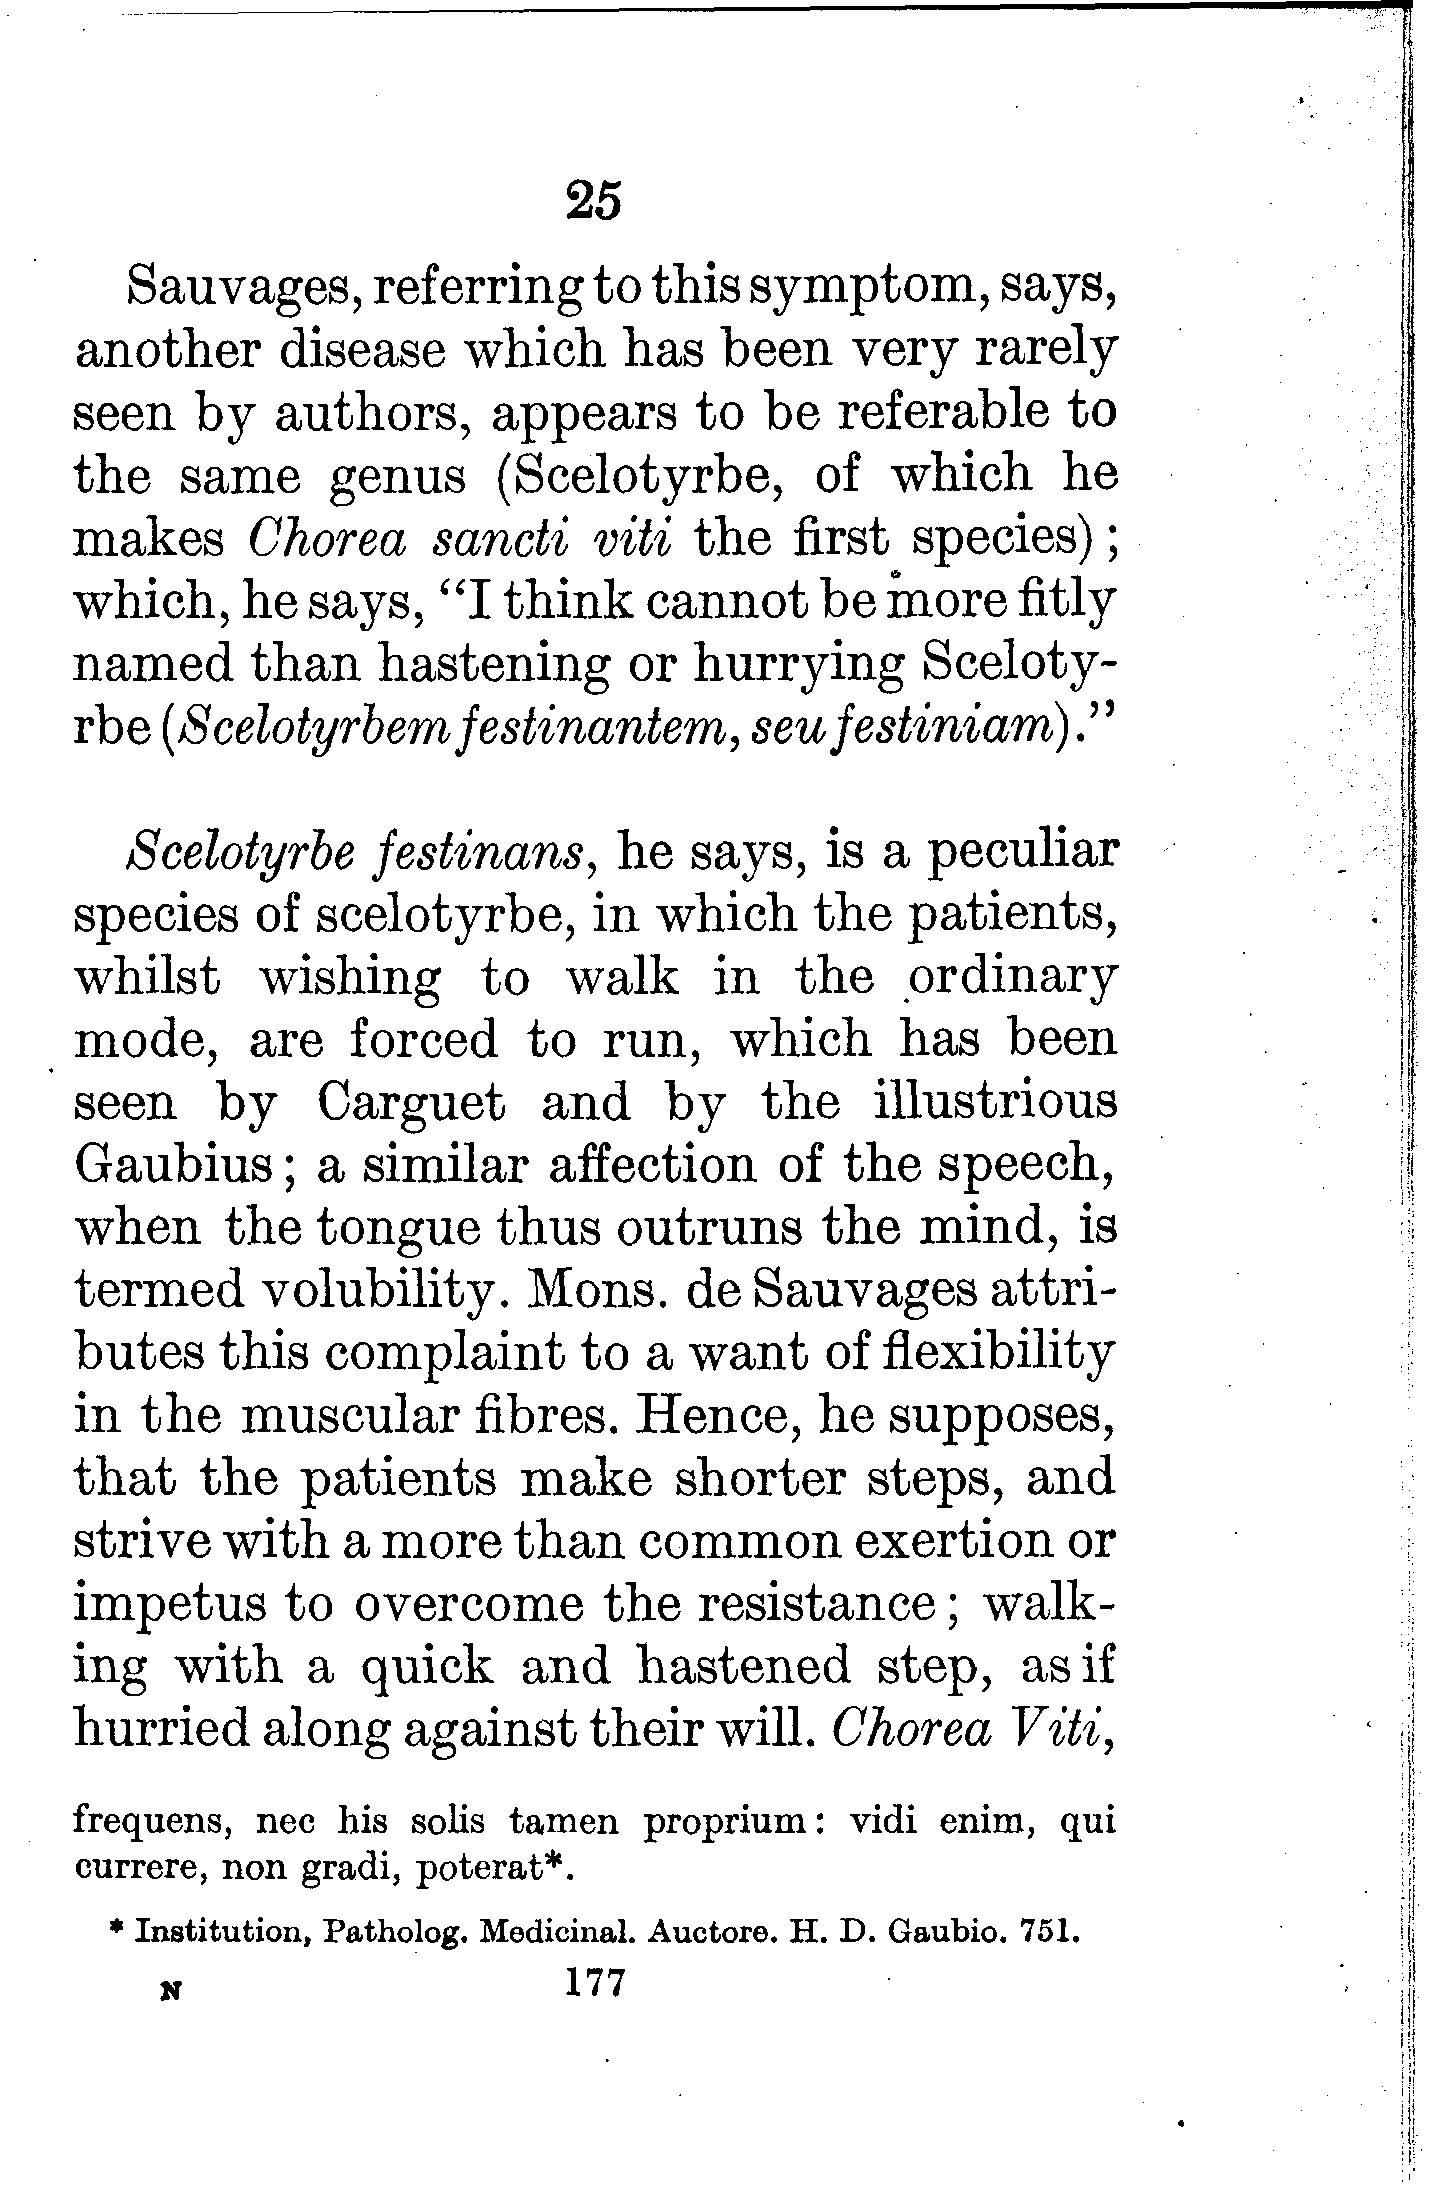 25
Sauvages, referring to this symptom, says,
another disease which has been very rarely
seen by authors, appears to be referable to
the same genus (Scelotyrbe, of which he
makes Chorea sancti viti the first species) ;
which, he says, “I think cannot be more fitly
named than hastening or hurrying Sceloty-
rbe (Scelotyrbem festinantem, seu festiniam).”
Scelotyrbe festinans, he says, is a peculiar
species of scelotyrbe, in which the patients,
whilst wishing to walk in the ordinary
mode, are forced to run, which has been
seen by Carguet and by the illustrious
Gaubius ; a similar affection of the speech,
when the tongue thus outruns the mind, is
termed volubility. Mons. de Sauvages attri-
butes this complaint to a want of flexibility
in the muscular fibres. Hence, he supposes,
that the patients make shorter steps, and
strive with a more than common exertion or
impetus to overcome the resistance ; walk-
ing with a quick and hastened step, as if
hurried along against their will. Chorea Viti,
frequens, nec his solis tamen proprium: vidi enim, qui
currere, non gradi, poterat*.
* Institution, Patholog. Medicinal. Auctore. H. D. Gaubio. 751.
N 177